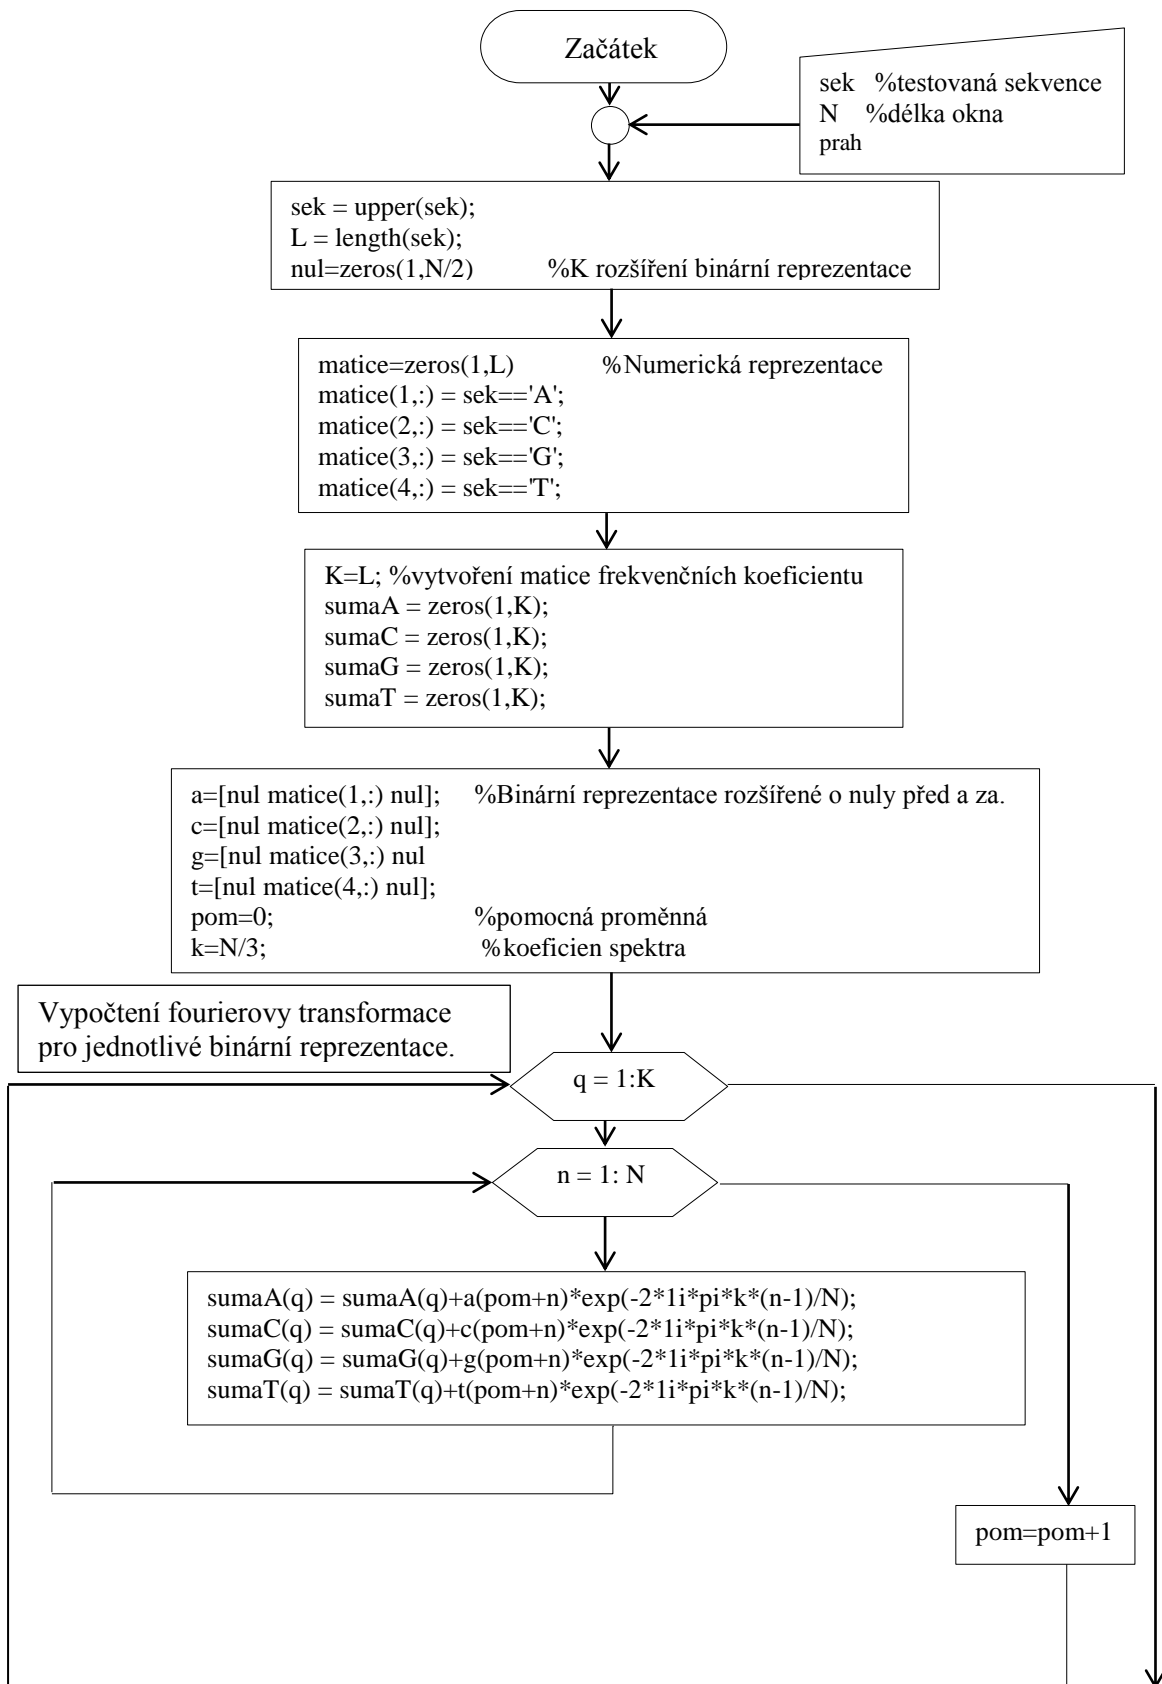 Začátek
sek %testovaná sekvence
N %délka okna
prah
sek = upper(sek);
L = length(sek);
nul=zeros(1,N/2) %K rozšíření binární reprezentace
matice=zeros(1,L) %Numerická reprezentace
matice(1,:) = sek=='A';
matice(2,:) = sek=='C';
matice(3,:) = sek=='G';
matice(4,:) = sek=='T';
K=L; %vytvoření matice frekvenčních koeficientu
sumaA = zeros(1,K);
sumaC = zeros(1,K);
sumaG = zeros(1,K);
sumaT = zeros(1,K);
a=[nul matice(1,:) nul]; %Binární reprezentace rozšířené o nuly před a za.
c=[nul matice(2,:) nul];
g=[nul matice(3,:) nul
t=[nul matice(4,:) nul];
pom=0; %pomocná proměnná
k=N/3; %koeficien spektra
Vypočtení fourierovy transformace
pro jednotlivé binární reprezentace.
q = 1:K
n = 1: N
sumaA(q) = sumaA(q)+a(pom+n)*exp(-2*1i*pi*k*(n-1)/N);
sumaC(q) = sumaC(q)+c(pom+n)*exp(-2*1i*pi*k*(n-1)/N);
sumaG(q) = sumaG(q)+g(pom+n)*exp(-2*1i*pi*k*(n-1)/N);
sumaT(q) = sumaT(q)+t(pom+n)*exp(-2*1i*pi*k*(n-1)/N);
pom=pom+1